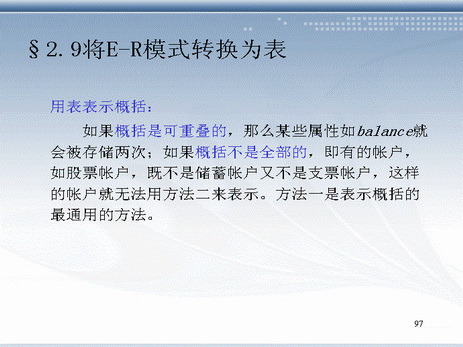 §2.9将E-R模式转换为表
用表表示概括：
如果概括是可重叠的，那么某些属性如balance就
会被存储两次；如果概括不是全部的，即有的帐户，
如股票帐户，既不是储蓄帐户又不是支票帐户，这样
的帐户就无法用方法二来表示。方法一是表示概括的
最通用的方法。
97